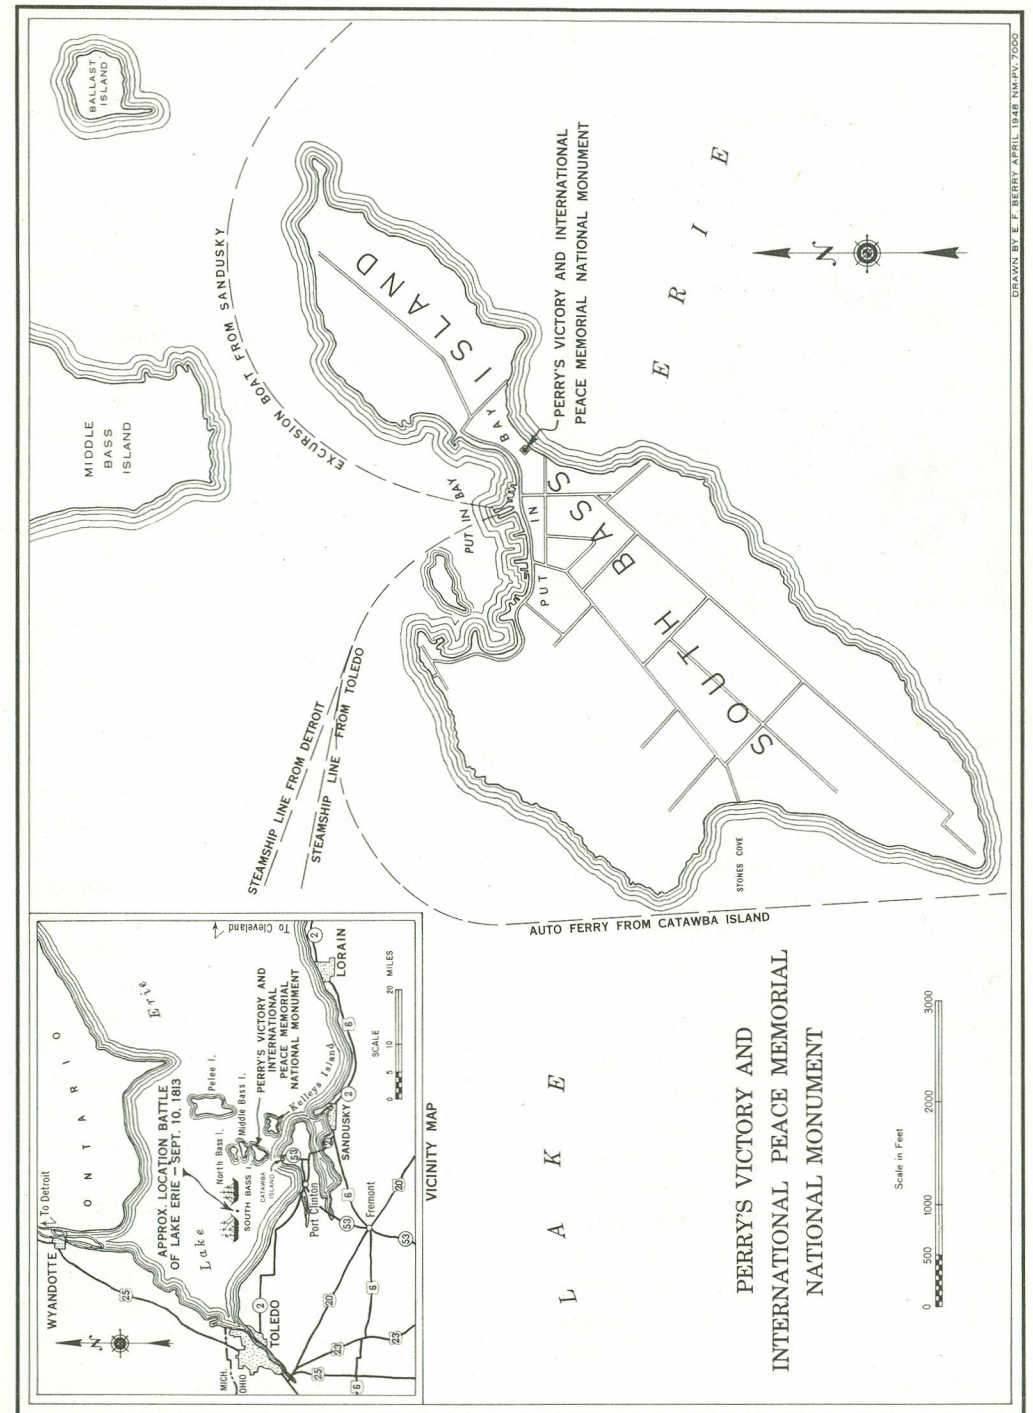 BALLAST
ISLAND
MIDDLE
BASS
ISLAND
EXCURSION BOAT FROM SANDUSKY
PUT IN BAY
STEAMSHIP LINE FROM DETROIT
STEAMSHIP LINE FROM TOLEDO
AUTO FERRY FROM CATAWBA ISLAND
STONES COVE
SOUTH BASS ISLAND
PUT IN BAY
PERRY'S VICTORY AND INTERNATIONAL
PEACE MEMORIAL NATIONAL MONUMENT
LAKE ERIE
N
DRAWN BY E. F. BERRY APRIL 1948 NM-PV. 7000
PERRY'S VICTORY AND
INTERNATIONAL PEACE MEMORIAL
NATIONAL MONUMENT
Scale in Feet
0 500 1000 2000 3000
VICINITY MAP
WYANDOTTE
To Detroit
ONTARIO
N
25
MICH.
OHIO
TOLEDO
2
APPROX. LOCATION BATTLE
OF LAKE ERIE – SEPT. 10, 1813
Lake Erie
Pelee I.
North Bass I.
Middle Bass I.
SOUTH BASS I.
CATAWBA
ISLAND
PERRY'S VICTORY AND
INTERNATIONAL
PEACE MEMORIAL
NATIONAL MONUMENT
Kelleys Island
To Cleveland
2
LORAIN
6
SANDUSKY
2
2
53
Port Clinton
6
53
Fremont
20
53
20
6
23
23
25
6
SCALE
0 5 10 20 MILES